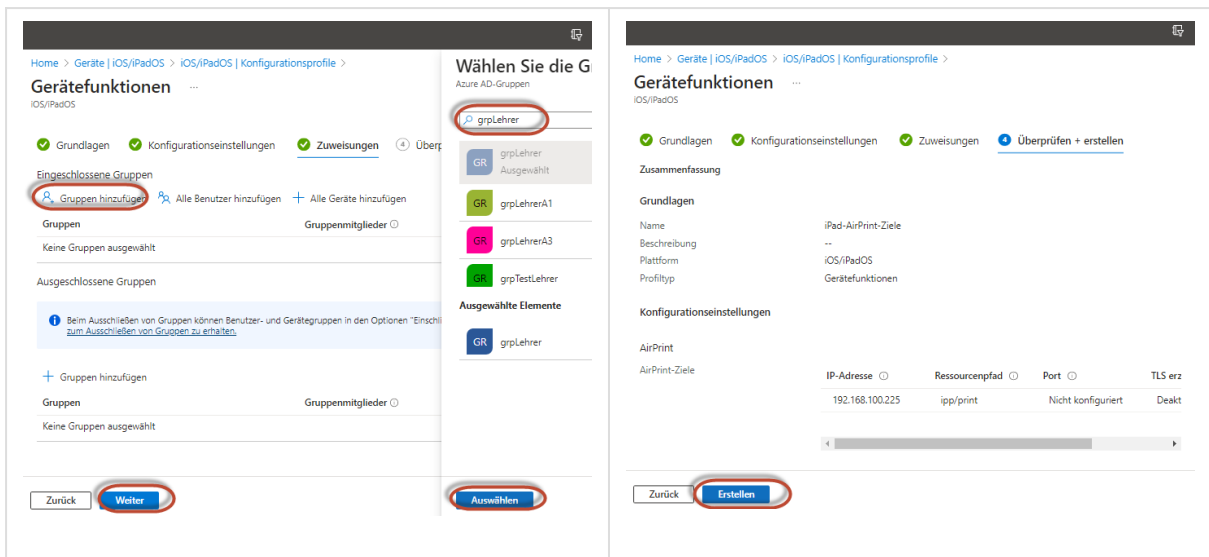 Home > Geräte | iOS/iPadOS > iOS/iPadOS | Konfigurationsprofile >
Gerätefunktionen ...
iOS/iPadOS
Grundlagen Konfigurationseinstellungen Zuweisungen 4
Eingeschlossene Gruppen
Gruppen hinzufügen Alle Benutzer hinzufügen + Alle Geräte hinzufügen
Gruppen Gruppenmitglieder
Keine Gruppen ausgewählt
Ausgeschlossene Gruppen
Beim Ausschließen von Gruppen können Benutzer- und Gerätegruppen in den Optionen
zum Ausschließen von Gruppen zu erhalten.
+ Gruppen hinzufügen
Gruppen Gruppenmitglieder
Keine Gruppen ausgewählt
Zurück Weiter
Wählen Sie die
Azure AD-Gruppen
grpLehrer
GR grpLehrer
Ausgewählt
GR grpLehrerA1
GR grpLehrerA3
GR grpTestLehrer
Ausgewählte Elemente
GR grpLehrer
Auswählen
Home > Geräte | iOS/iPadOS > iOS/iPadOS | Konfigurationsprofile >
Gerätefunktionen ...
iOS/iPadOS
Grundlagen Konfigurationseinstellungen Zuweisungen 4 Überprüfen + erstellen
Zusammenfassung
Grundlagen
Name iPad-AirPrint-Ziele
Beschreibung --
Plattform iOS/iPadOS
Profiltyp Gerätefunktionen
Konfigurationseinstellungen
AirPrint
AirPrint-Ziele
IP-Adresse Ressourcenpfad Port TLS erz
192.168.100.225 ipp/print Nicht konfiguriert Deakt
Zurück Erstellen